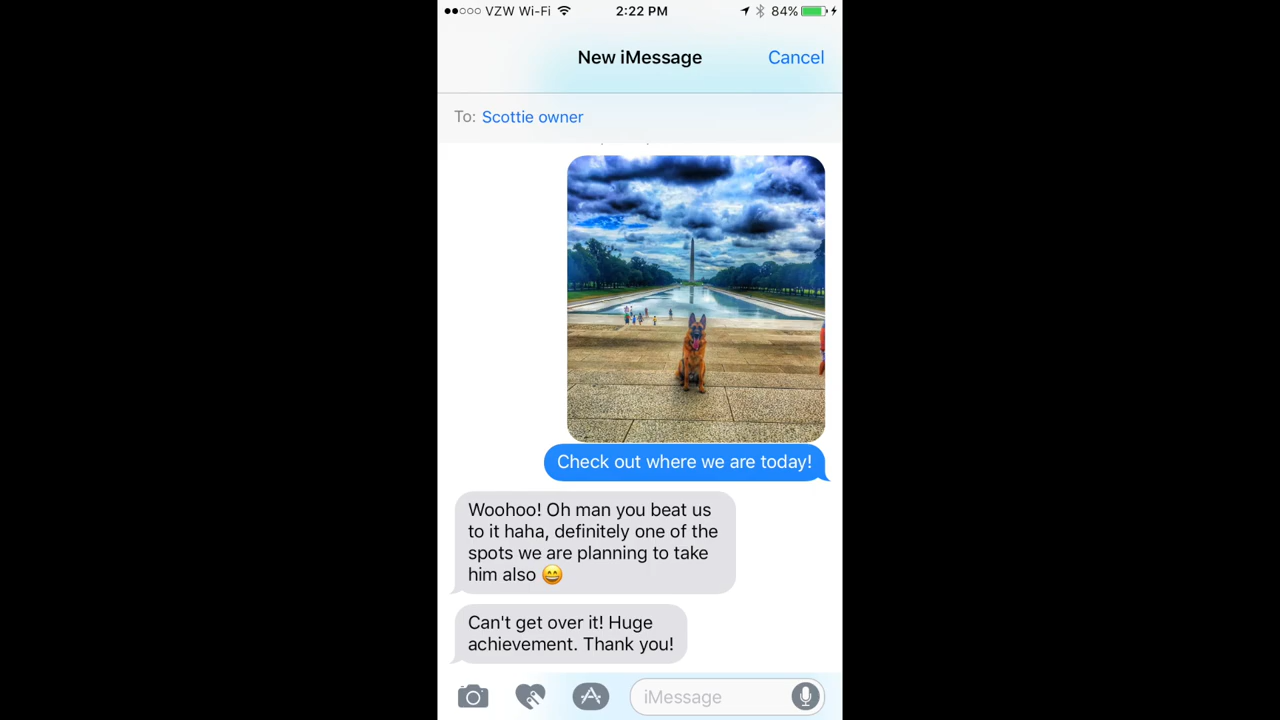 ●●○○○ VZW Wi-Fi 2:22 PM 84%
New iMessage Cancel
To: Scottie owner
Check out where we are today!
Woohoo! Oh man you beat us
to it haha, definitely one of the
spots we are planning to take
him also 😄
Can't get over it! Huge
achievement. Thank you!
iMessage